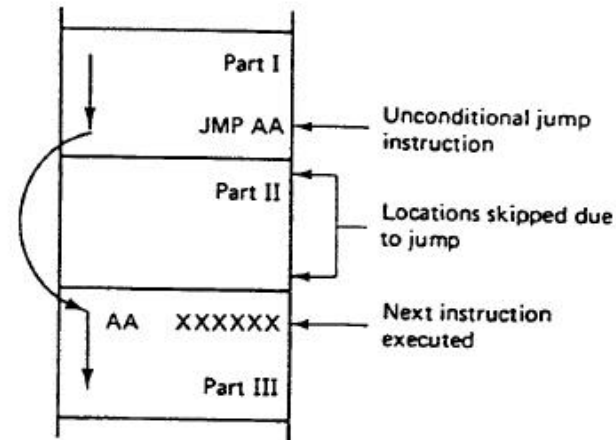 Part I
JMP AA
Unconditional jump
instruction
Part II
Locations skipped due
to jump
AA XXXXXX
Next instruction
executed
Part III